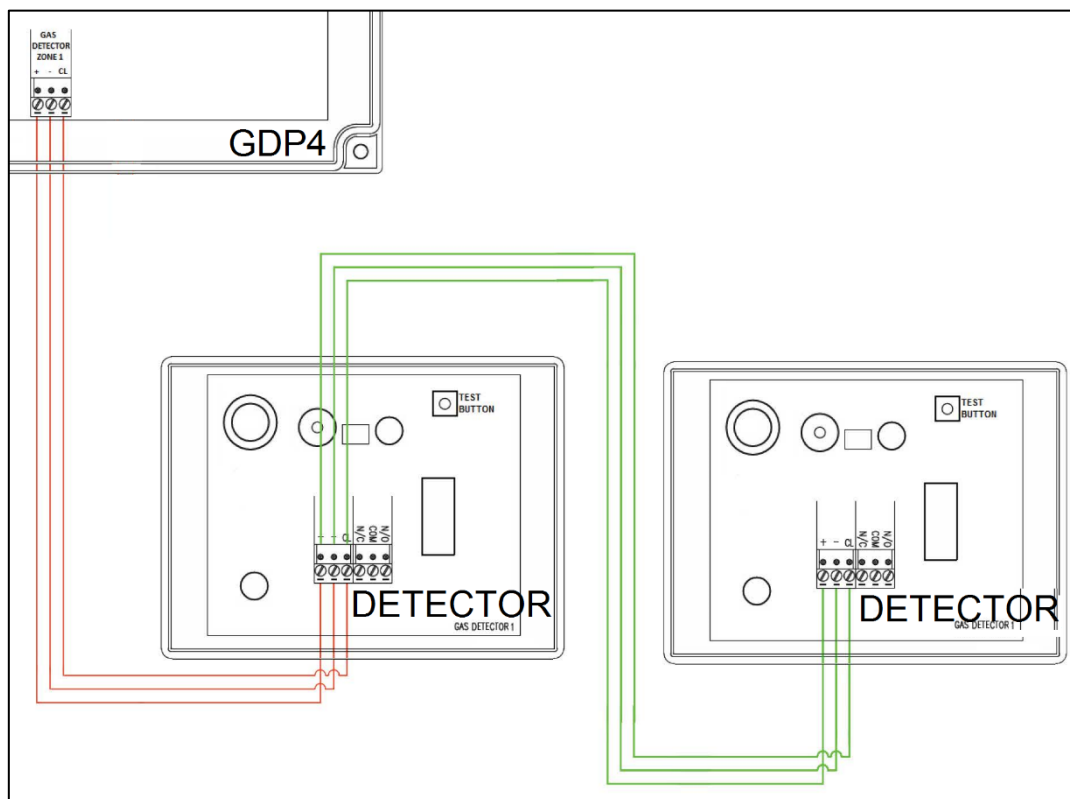 GAS
DETECTOR
ZONE 1
+ - CL
GDP4
TEST
BUTTON
TEST
BUTTON
+ - CL N/C COM N/O
+ - CL N/C COM N/O
DETECTOR
GAS DETECTOR 1
DETECTOR
GAS DETECTOR 1